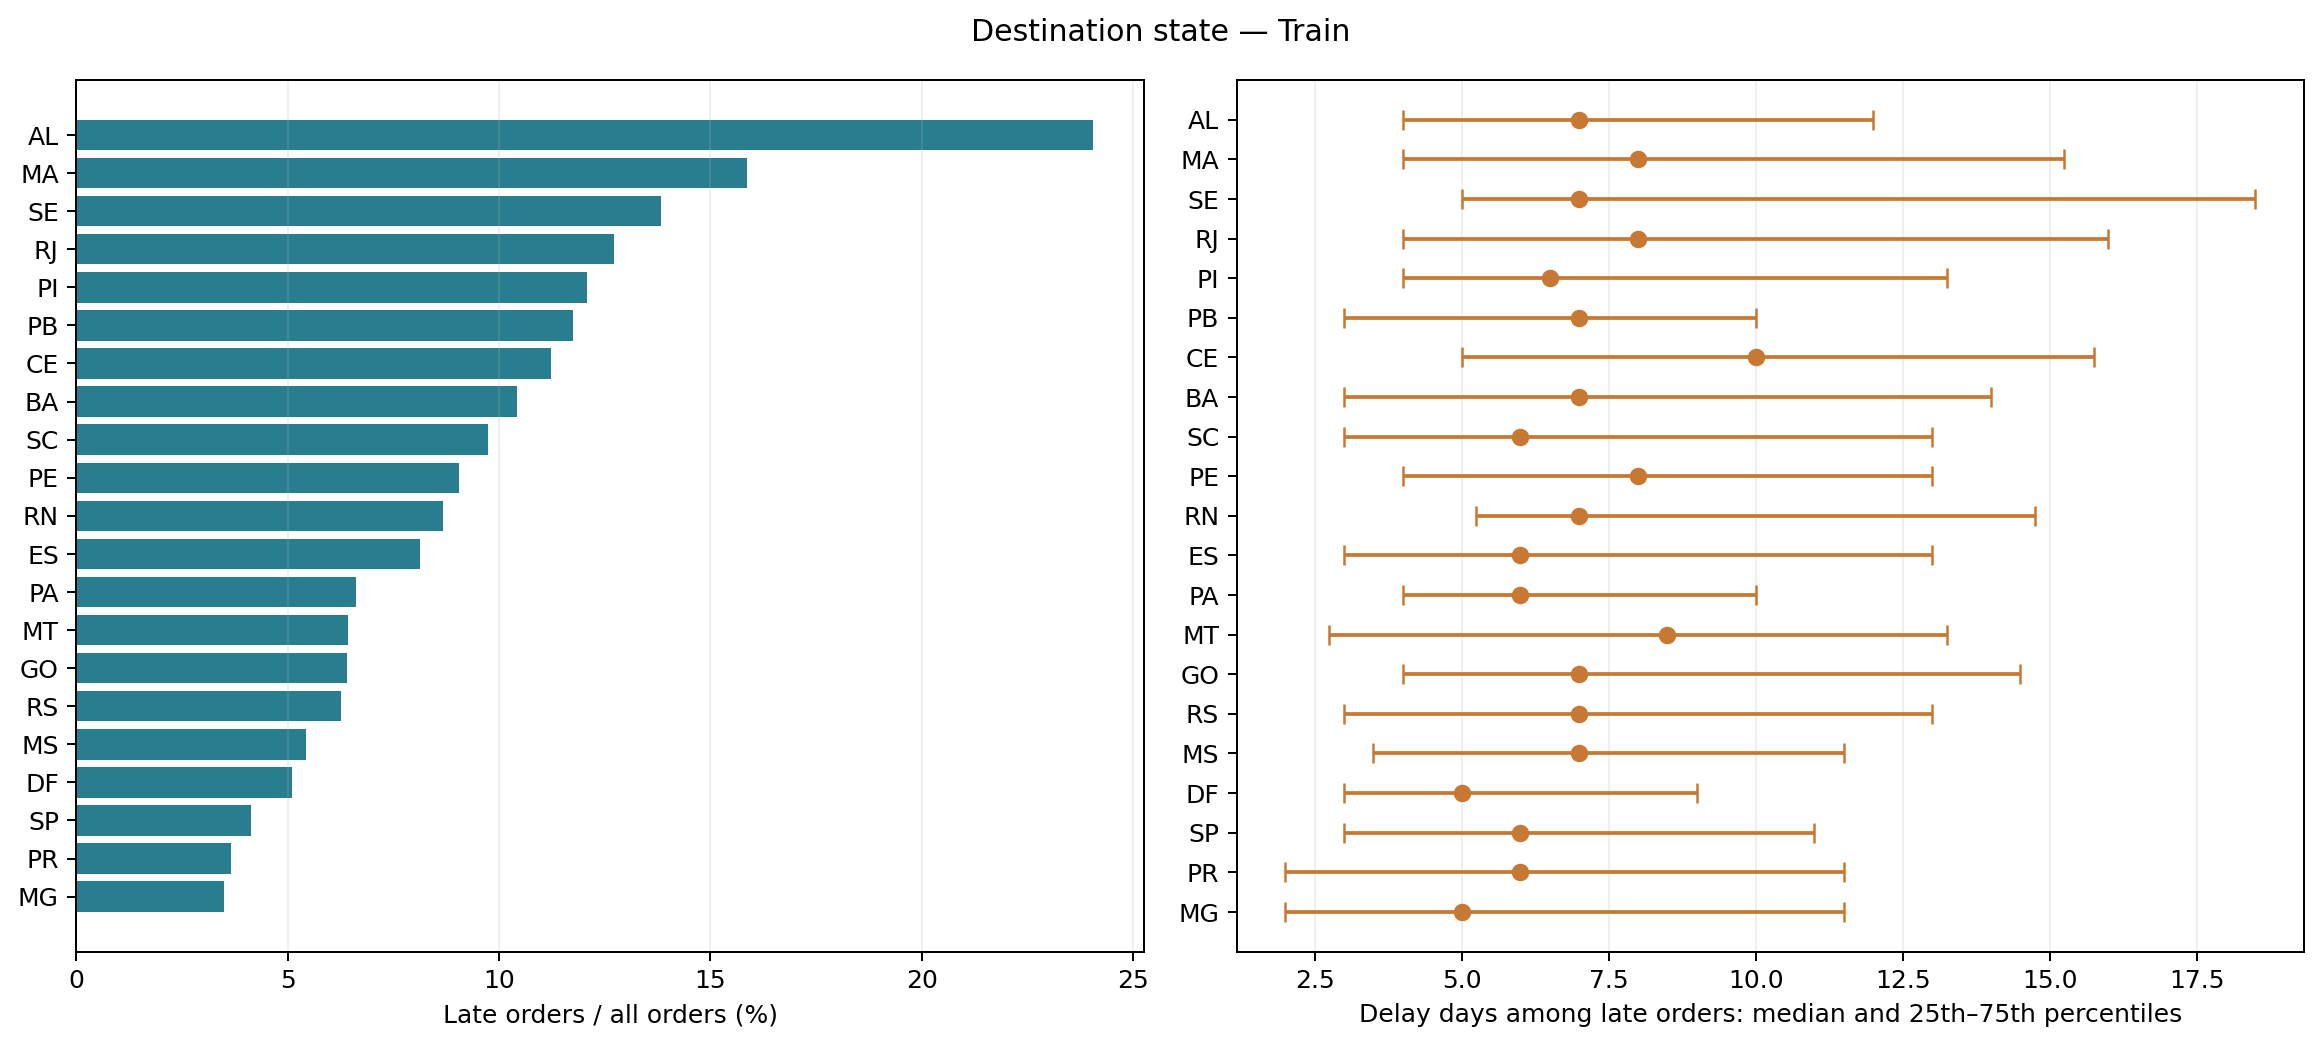 Destination state — Train
AL
MA
SE
RJ
PI
PB
CE
BA
SC
PE
RN
ES
PA
MT
GO
RS
MS
DF
SP
PR
MG
0 5 10 15 20 25
Late orders / all orders (%)
AL
MA
SE
RJ
PI
PB
CE
BA
SC
PE
RN
ES
PA
MT
GO
RS
MS
DF
SP
PR
MG
2.5 5.0 7.5 10.0 12.5 15.0 17.5
Delay days among late orders: median and 25th–75th percentiles